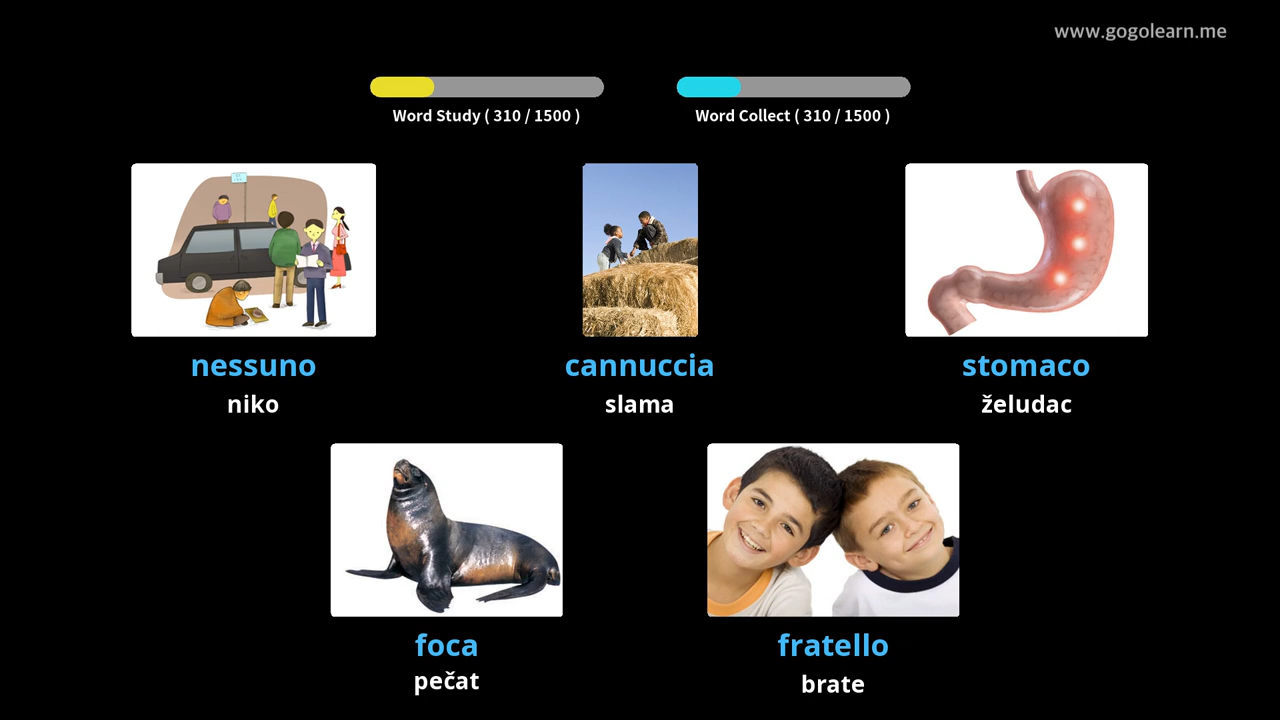 www.gogolearn.me
Word Study ( 310 / 1500 )
Word Collect ( 310 / 1500 )
nessuno
niko
cannuccia
slama
stomaco
želudac
foca
pečat
fratello
brate